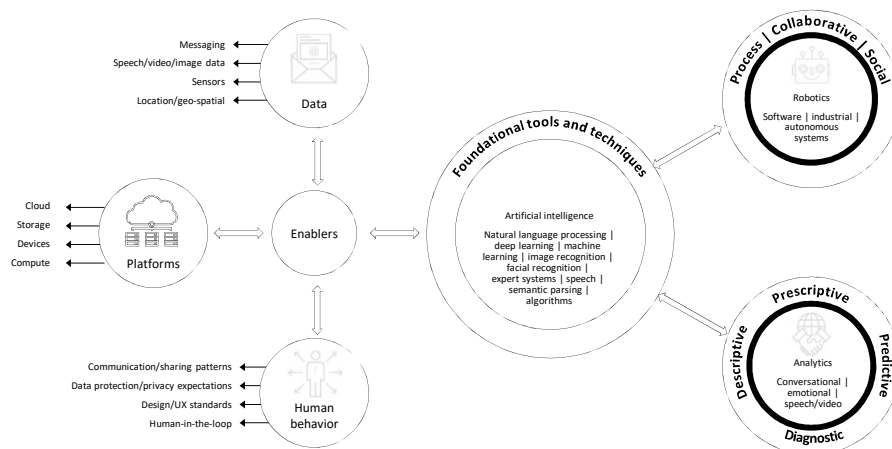 Messaging
Speech/video/image data
Sensors
Location/geo-spatial
Data
Cloud
Storage
Devices
Compute
Platforms
Enablers
Communication/sharing patterns
Data protection/privacy expectations
Design/UX standards
Human-in-the-loop
Human
behavior
Foundational tools and techniques
Artificial intelligence
Natural language processing |
deep learning | machine
learning | image recognition |
facial recognition |
expert systems | speech |
semantic parsing |
algorithms
Process | Collaborative | Social
Robotics
Software | industrial |
autonomous
systems
Descriptive
Prescriptive
Predictive
Diagnostic
Analytics
Conversational |
emotional |
speech/video